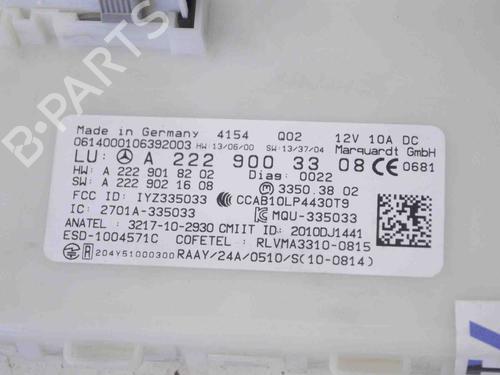 Made in Germany 4154 Q02 12V 10A DC
0614000106392003 HW:13/06/00 SW:13/37/04 Marquardt GmbH
LU: A 222 900 33 08 CE 0681
HW: A 222 901 82 02 Diag: 0022
SW: A 222 902 16 08 3350.38 02
FCC ID: IYZ335033 CCAB10LP4430T9
IC: 2701A-335033 MQU-335033
ANATEL: 3217-10-2930 CMIIT ID: 2010DJ1441
ESD-1004571C COFETEL: RLVMA3310-0815
R 204Y51000300 RAAY/24A/0510/S(10-0814)
B-PARTS